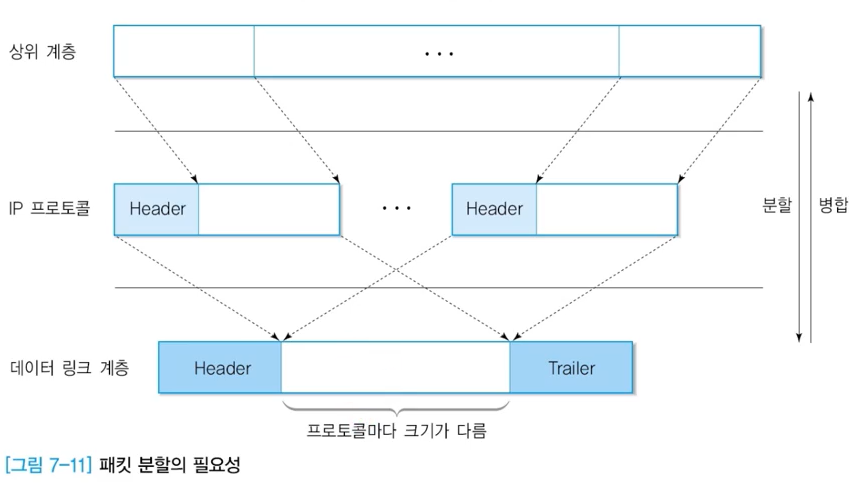 상위 계층
···
IP 프로토콜
Header
···
Header
분할
병합
데이터 링크 계층
Header
Trailer
프로토콜마다 크기가 다름
[그림 7-11] 패킷 분할의 필요성